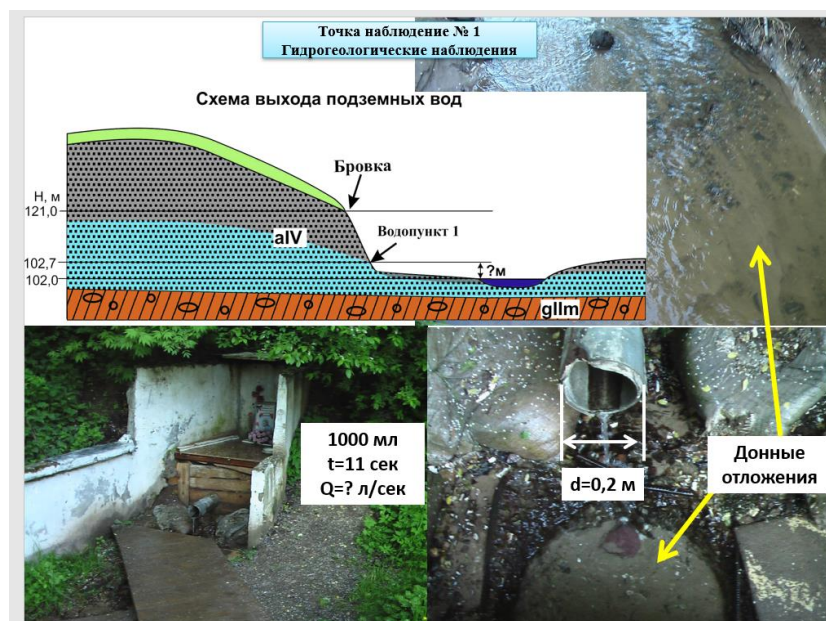 Точка наблюдение № 1
Гидрогеологические наблюдения
Схема выхода подземных вод
Бровка
Н, м
121,0
аIV
Водопункт 1
102,7
?м
102,0
gIIm
1000 мл
t=11 сек
Q=? л/сек
d=0,2 м
Донные
отложения